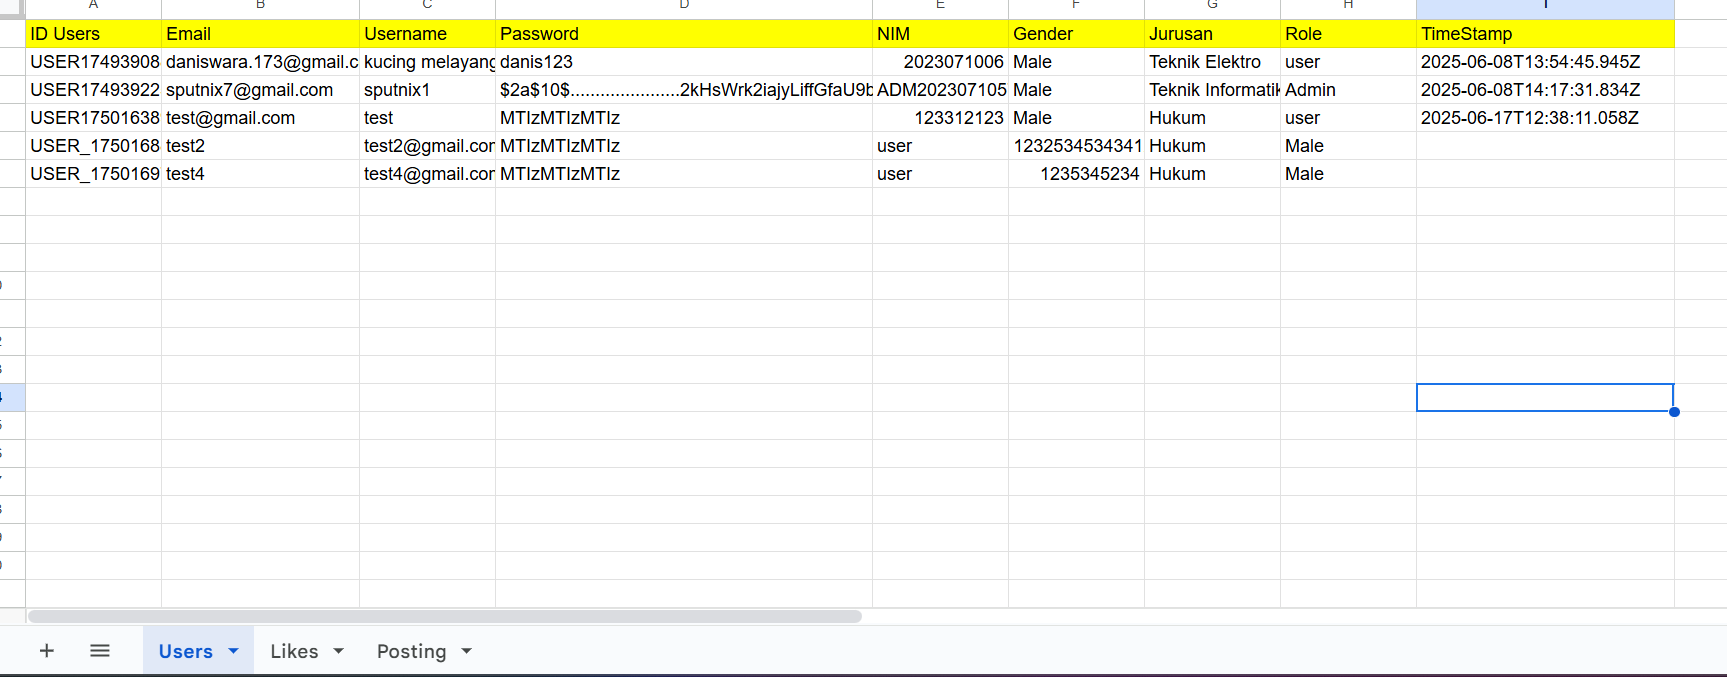 A B C D E F G H I
ID Users Email Username Password NIM Gender Jurusan Role TimeStamp
USER17493908 daniswara.173@gmail.c kucing melayang danis123 2023071006 Male Teknik Elektro user 2025-06-08T13:54:45.945Z
USER17493922 sputnix7@gmail.com sputnix1 $2a$10$......................2kHsWrk2iajyLiffGfaU9b ADM202307105 Male Teknik Informatik Admin 2025-06-08T14:17:31.834Z
USER17501638 test@gmail.com test MTIzMTIzMTIz 123312123 Male Hukum user 2025-06-17T12:38:11.058Z
USER_1750168 test2 test2@gmail.com MTIzMTIzMTIz user 1232534534341 Hukum Male
USER_1750169 test4 test4@gmail.com MTIzMTIzMTIz user 1235345234 Hukum Male
Users Likes Posting